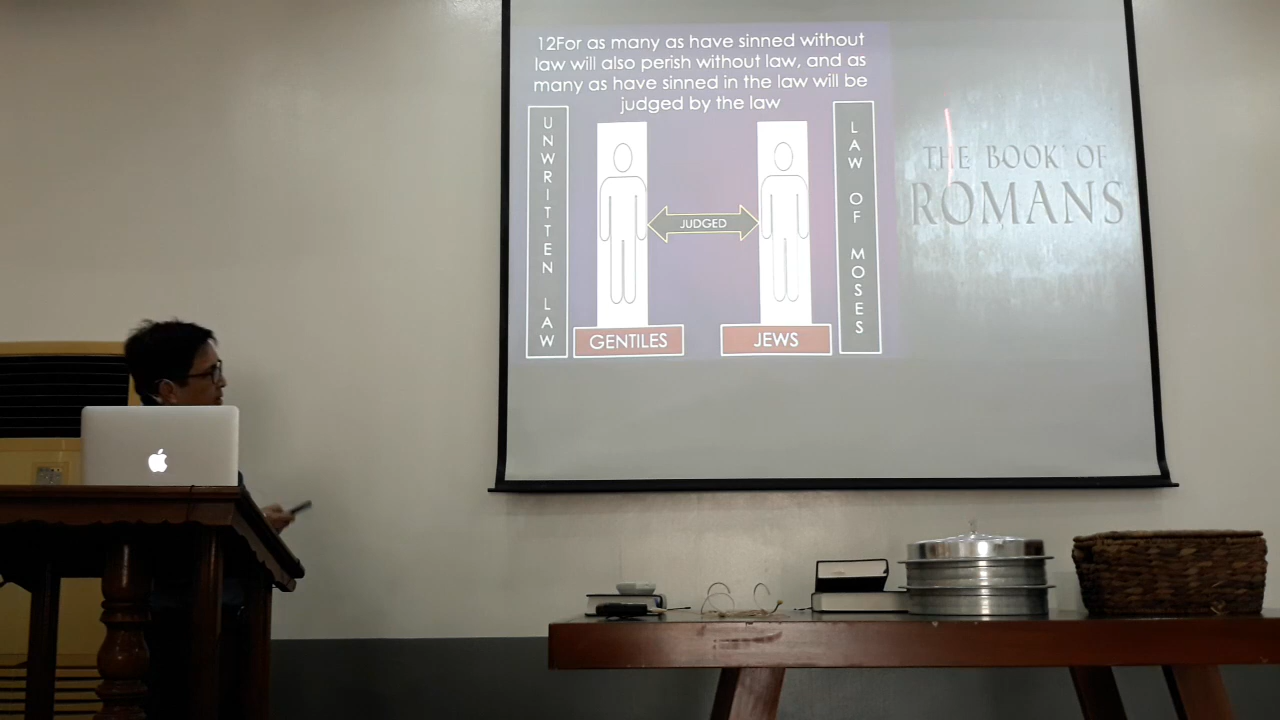 12For as many as have sinned without
law will also perish without law, and as
many as have sinned in the law will be
judged by the law
UNWRITTEN LAW
JUDGED
LAW OF MOSES
GENTILES
JEWS
THE BOOK OF
ROMANS